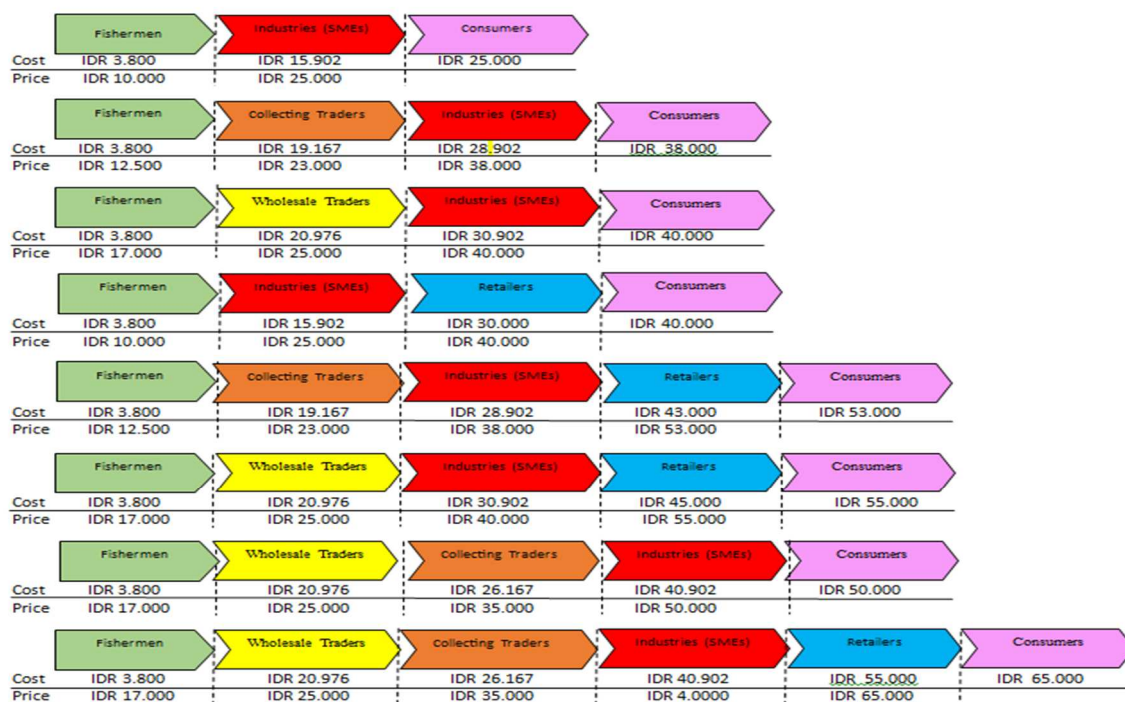 Fishermen Industries (SMEs) Consumers
Cost IDR 3.800 IDR 15.902 IDR 25.000
Price IDR 10.000 IDR 25.000
Fishermen Collecting Traders Industries (SMEs) Consumers
Cost IDR 3.800 IDR 19.167 IDR 28.902 IDR 38.000
Price IDR 12.500 IDR 23.000 IDR 38.000
Fishermen Wholesale Traders Industries (SMEs) Consumers
Cost IDR 3.800 IDR 20.976 IDR 30.902 IDR 40.000
Price IDR 17.000 IDR 25.000 IDR 40.000
Fishermen Industries (SMEs) Retailers Consumers
Cost IDR 3.800 IDR 15.902 IDR 30.000 IDR 40.000
Price IDR 10.000 IDR 25.000 IDR 40.000
Fishermen Collecting Traders Industries (SMEs) Retailers Consumers
Cost IDR 3.800 IDR 19.167 IDR 28.902 IDR 43.000 IDR 53.000
Price IDR 12.500 IDR 23.000 IDR 38.000 IDR 53.000
Fishermen Wholesale Traders Industries (SMEs) Retailers Consumers
Cost IDR 3.800 IDR 20.976 IDR 30.902 IDR 45.000 IDR 55.000
Price IDR 17.000 IDR 25.000 IDR 40.000 IDR 55.000
Fishermen Wholesale Traders Collecting Traders Industries (SMEs) Consumers
Cost IDR 3.800 IDR 20.976 IDR 26.167 IDR 40.902 IDR 50.000
Price IDR 17.000 IDR 25.000 IDR 35.000 IDR 50.000
Fishermen Wholesale Traders Collecting Traders Industries (SMEs) Retailers Consumers
Cost IDR 3.800 IDR 20.976 IDR 26.167 IDR 40.902 IDR 55.000 IDR 65.000
Price IDR 17.000 IDR 25.000 IDR 35.000 IDR 4.0000 IDR 65.000